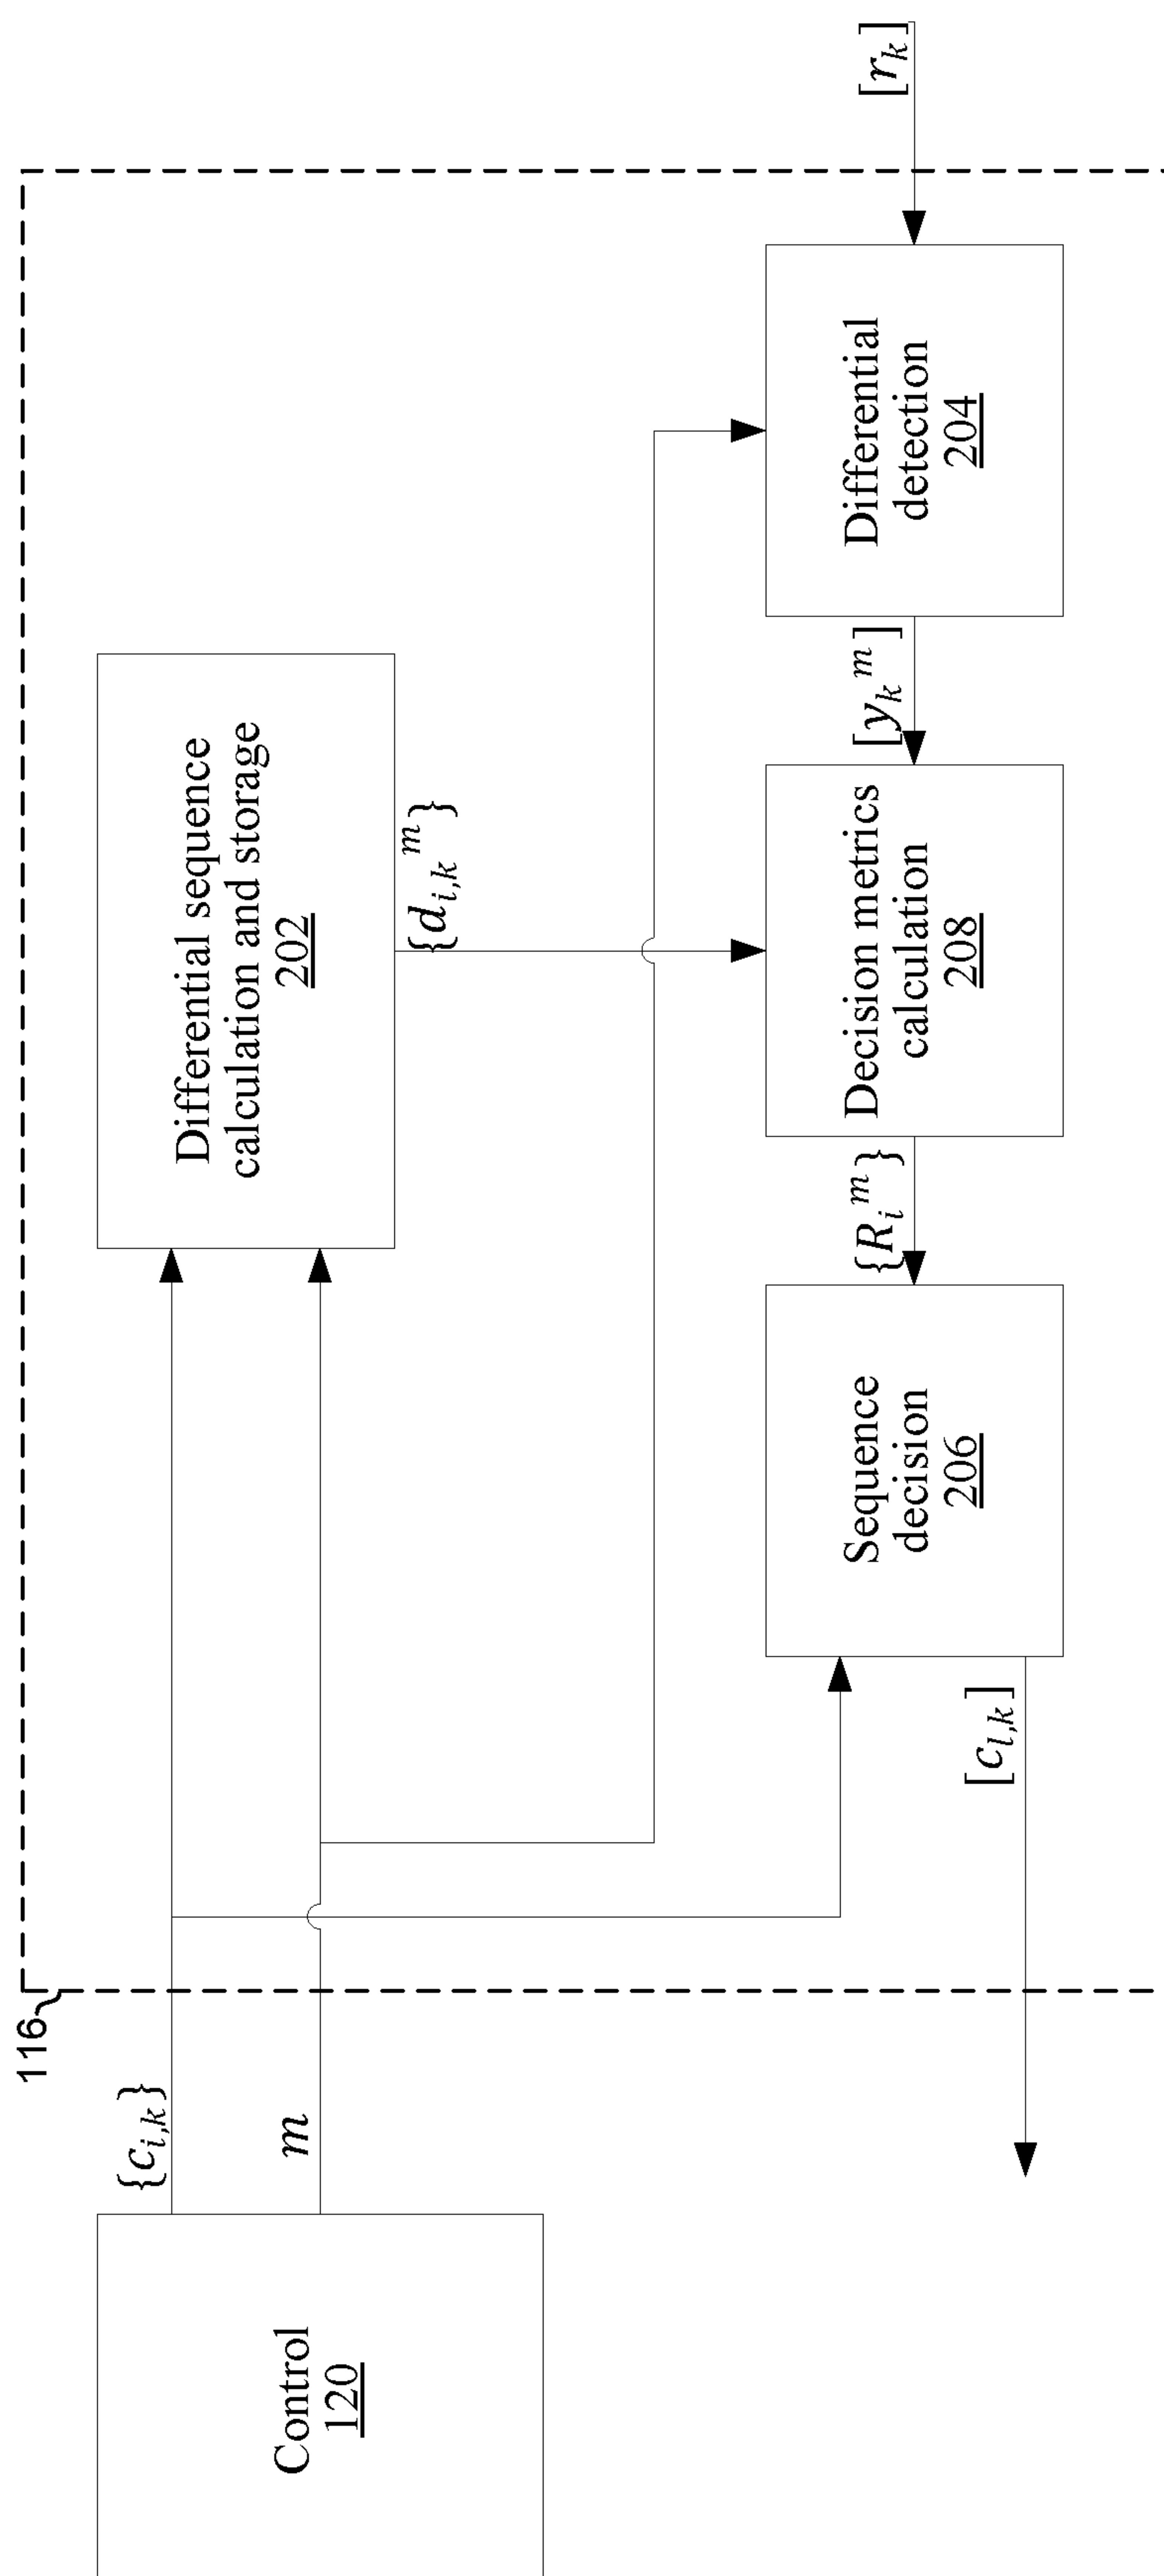 116
{c_{i,k}}
m
Control
120
Differential sequence
calculation and storage
202
{d_{i,k}^m}
[r_k]
Differential
detection
204
[y_k^m]
Decision metrics
calculation
208
{R_i^m}
Sequence
decision
206
[c_{l,k}]